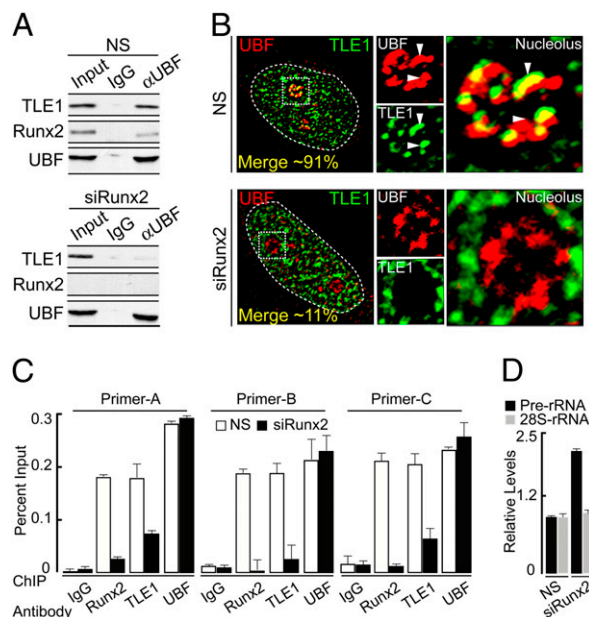 A
NS
Input IgG αUBF
TLE1
Runx2
UBF
siRunx2
Input IgG αUBF
TLE1
Runx2
UBF
B
NS
UBF TLE1
Merge ~91%
UBF
TLE1
Nucleolus
siRunx2
UBF TLE1
Merge ~11%
UBF
TLE1
Nucleolus
C
Primer-A Primer-B Primer-C
NS siRunx2
Percent Input
0.3
0.2
0.1
0
ChIP
Antibody
IgG Runx2 TLE1 UBF IgG Runx2 TLE1 UBF IgG Runx2 TLE1 UBF
D
Pre-rRNA
28S-rRNA
Relative Levels
2.5
1.2
0
NS siRunx2